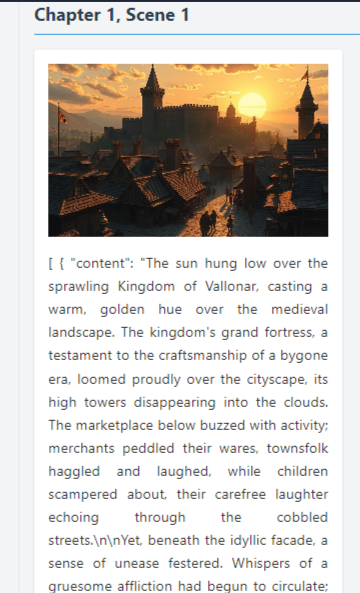 Chapter 1, Scene 1
[ { "content": "The sun hung low over the
sprawling Kingdom of Vallonar, casting a
warm, golden hue over the medieval
landscape. The kingdom's grand fortress, a
testament to the craftsmanship of a bygone
era, loomed proudly over the cityscape, its
high towers disappearing into the clouds.
The marketplace below buzzed with activity;
merchants peddled their wares, townsfolk
haggled and laughed, while children
scampered about, their carefree laughter
echoing through the cobbled
streets.\n\nYet, beneath the idyllic facade, a
sense of unease festered. Whispers of a
gruesome affliction had begun to circulate;